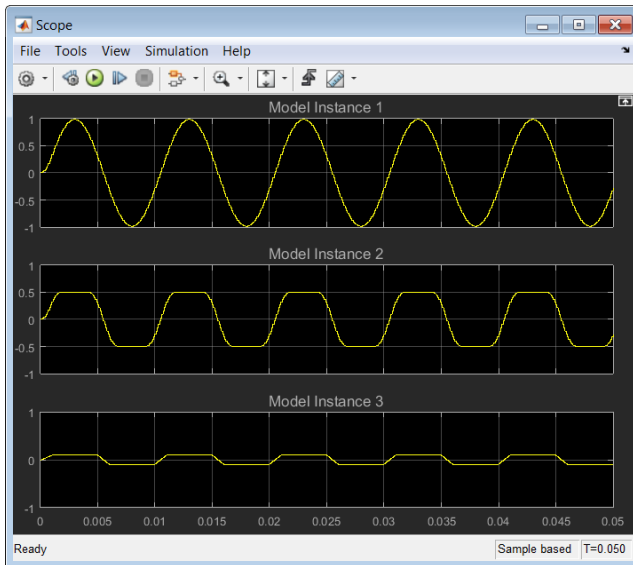 Scope
File Tools View Simulation Help
Model Instance 1
1
0.5
0
-0.5
-1
Model Instance 2
1
0.5
0
-0.5
-1
Model Instance 3
1
0
-1
0 0.005 0.01 0.015 0.02 0.025 0.03 0.035 0.04 0.045 0.05
Ready Sample based T=0.050